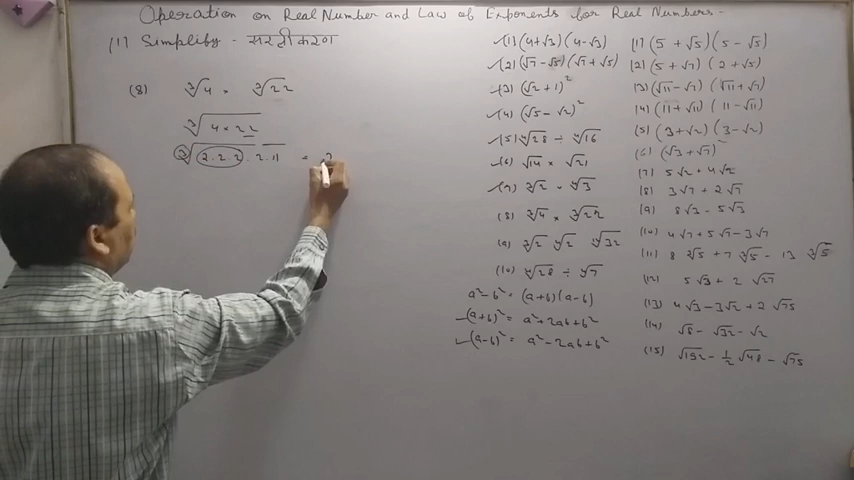 Operation on Real Number and Law of Exponents for Real Numbers -
(1) Simplify - सरलीकरण
(8) ∛4 × ∛22
∛4×22
∛2·2·2·2·11 = 2
(1) (4+√3)(4-√3)
(2) (√7-√5)(√7+√5)
(3) (√2+1)²
(4) (√5-√2)²
(5) ∜28 ÷ ∜16
(6) √14 × √21
(7) ∛2 × ∜3
(8) ∛4 × ∛22
(9) ∛2 ∜2 ¹²√32
(10) ∜28 ÷ ∜7
a²-b² = (a+b)(a-b)
(a+b)² = a²+2ab+b²
(a-b)² = a²-2ab+b²
(1) (5+√5)(5-√5)
(2) (5+√7)(2+√5)
(3) (√11-√7)(√11+√7)
(4) (11+√11)(11-√11)
(5) (3+√2)(3-√2)
(6) (√3+√7)²
(7) 5√2+4√2
(8) 3√7+2√7
(9) 8√3-5√3
(10) 4√7+5√7-3√7
(11) 8∛5+7∛5-13∛5
(12) 5√3+2√27
(13) 4√3-3√2+2√75
(14) √8-√32-√2
(15) √192-1/2√48-√75